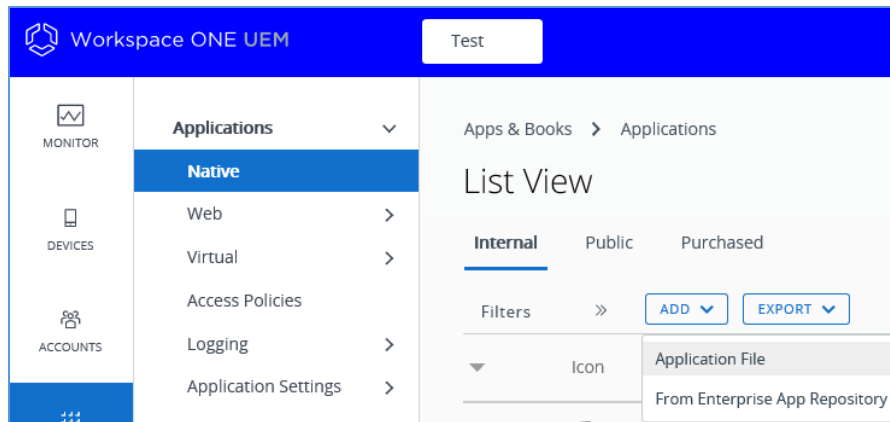 Workspace ONE UEM
Test
MONITOR
DEVICES
ACCOUNTS
Applications
Native
Web
Virtual
Access Policies
Logging
Application Settings
Apps & Books > Applications
List View
Internal Public Purchased
Filters » ADD EXPORT
Icon
Application File
From Enterprise App Repository